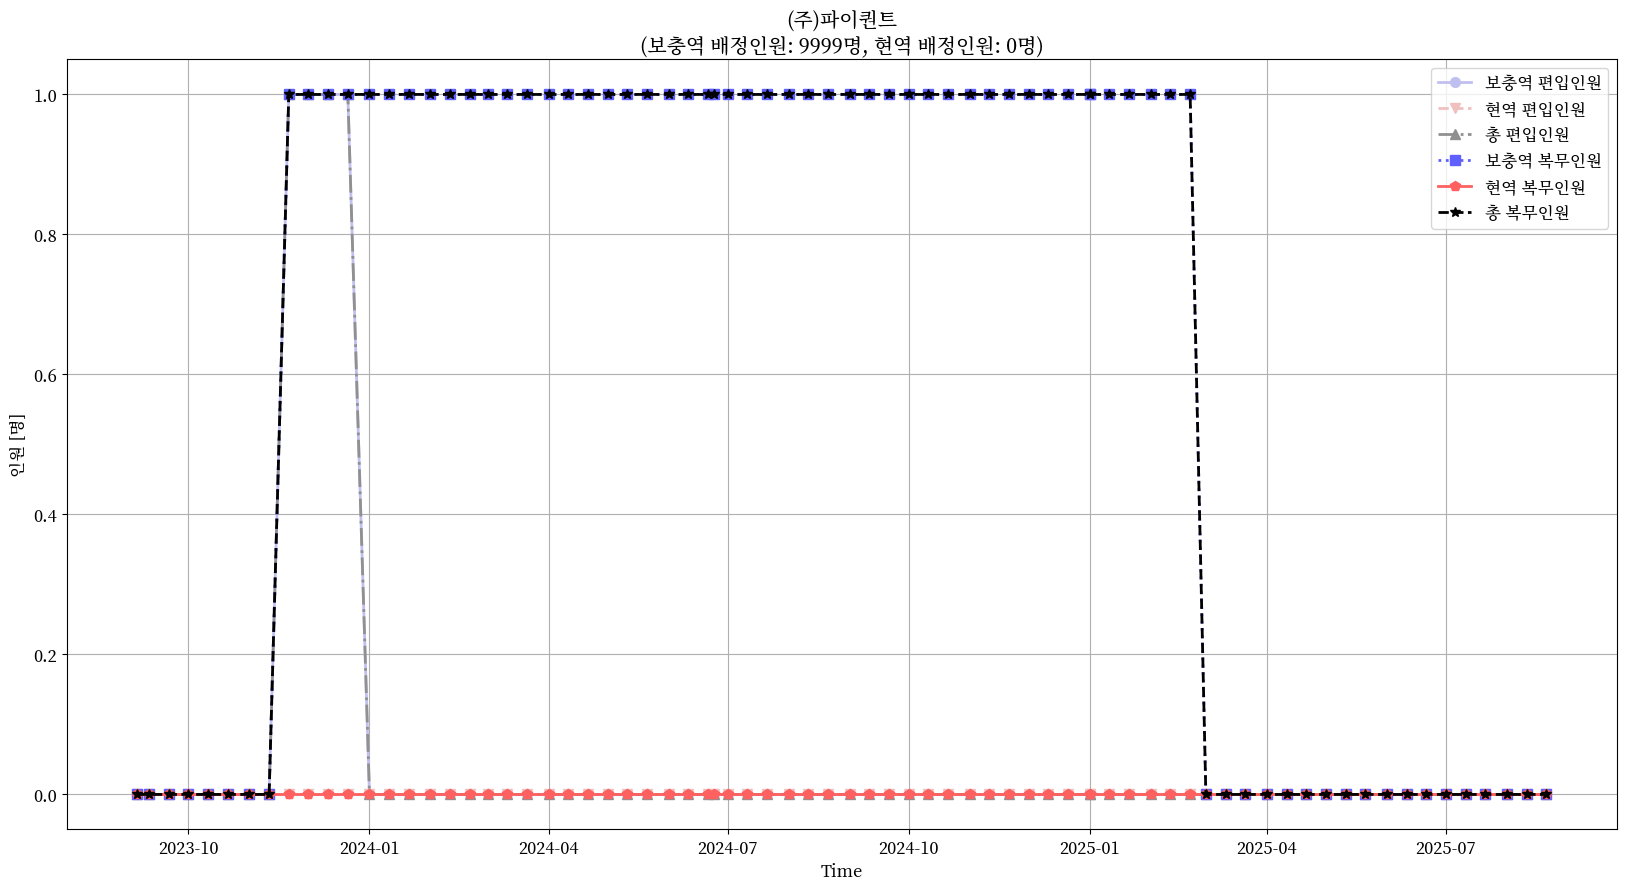 (주)파이퀀트
(보충역 배정인원: 9999명, 현역 배정인원: 0명)
1.0
0.8
0.6
0.4
0.2
0.0
인원 [명]
보충역 편입인원
현역 편입인원
총 편입인원
보충역 복무인원
현역 복무인원
총 복무인원
2023-10
2024-01
2024-04
2024-07
2024-10
2025-01
2025-04
2025-07
Time